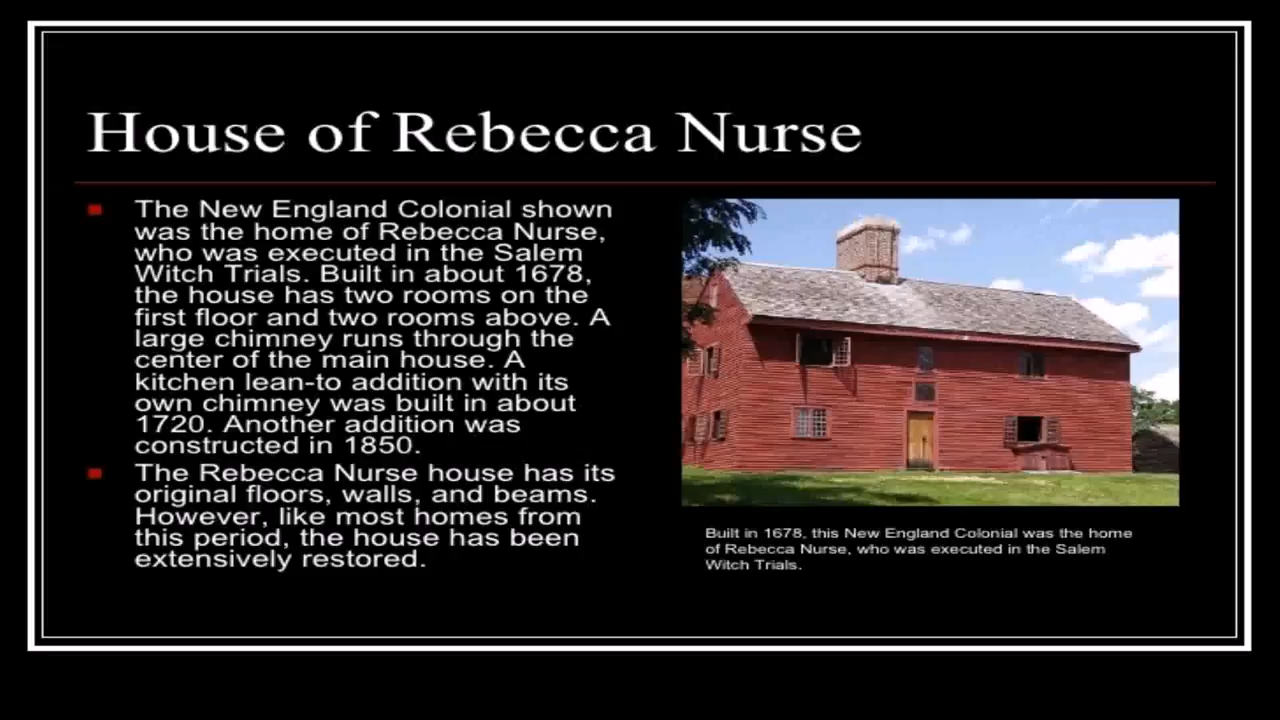 House of Rebecca Nurse
The New England Colonial shown
was the home of Rebecca Nurse,
who was executed in the Salem
Witch Trials. Built in about 1678,
the house has two rooms on the
first floor and two rooms above. A
large chimney runs through the
center of the main house. A
kitchen lean-to addition with its
own chimney was built in about
1720. Another addition was
constructed in 1850.
The Rebecca Nurse house has its
original floors, walls, and beams.
However, like most homes from
this period, the house has been
extensively restored.
Built in 1678, this New England Colonial was the home
of Rebecca Nurse, who was executed in the Salem
Witch Trials.